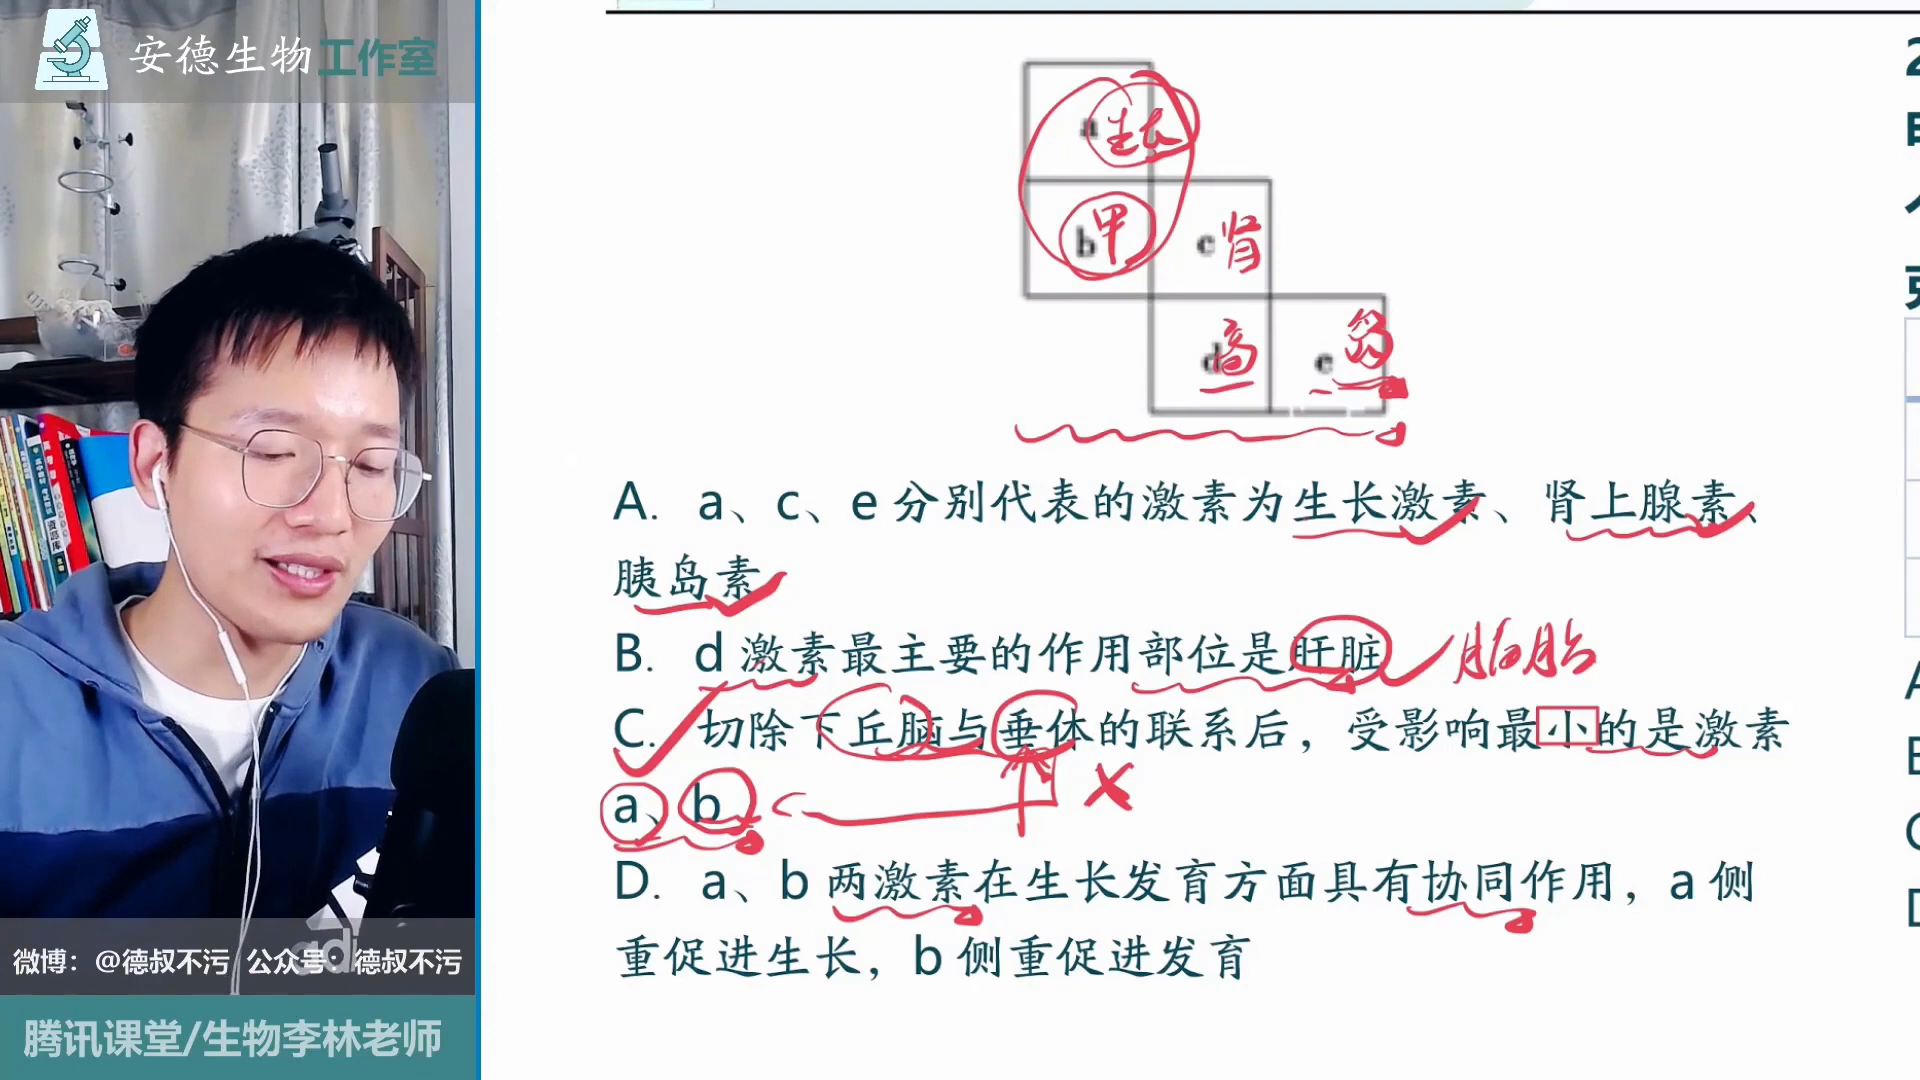 安德生物工作室
a 生长
b 甲
c 肾
d 高
e
A. a、c、e 分别代表的激素为生长激素、肾上腺素、
胰岛素
B. d 激素最主要的作用部位是肝脏
C. 切除下丘脑与垂体的联系后，受影响最小的是激素
a、b
D. a、b 两激素在生长发育方面具有协同作用，a 侧
重促进生长，b 侧重促进发育
微博：@德叔不污 公众号：德叔不污
腾讯课堂/生物李林老师